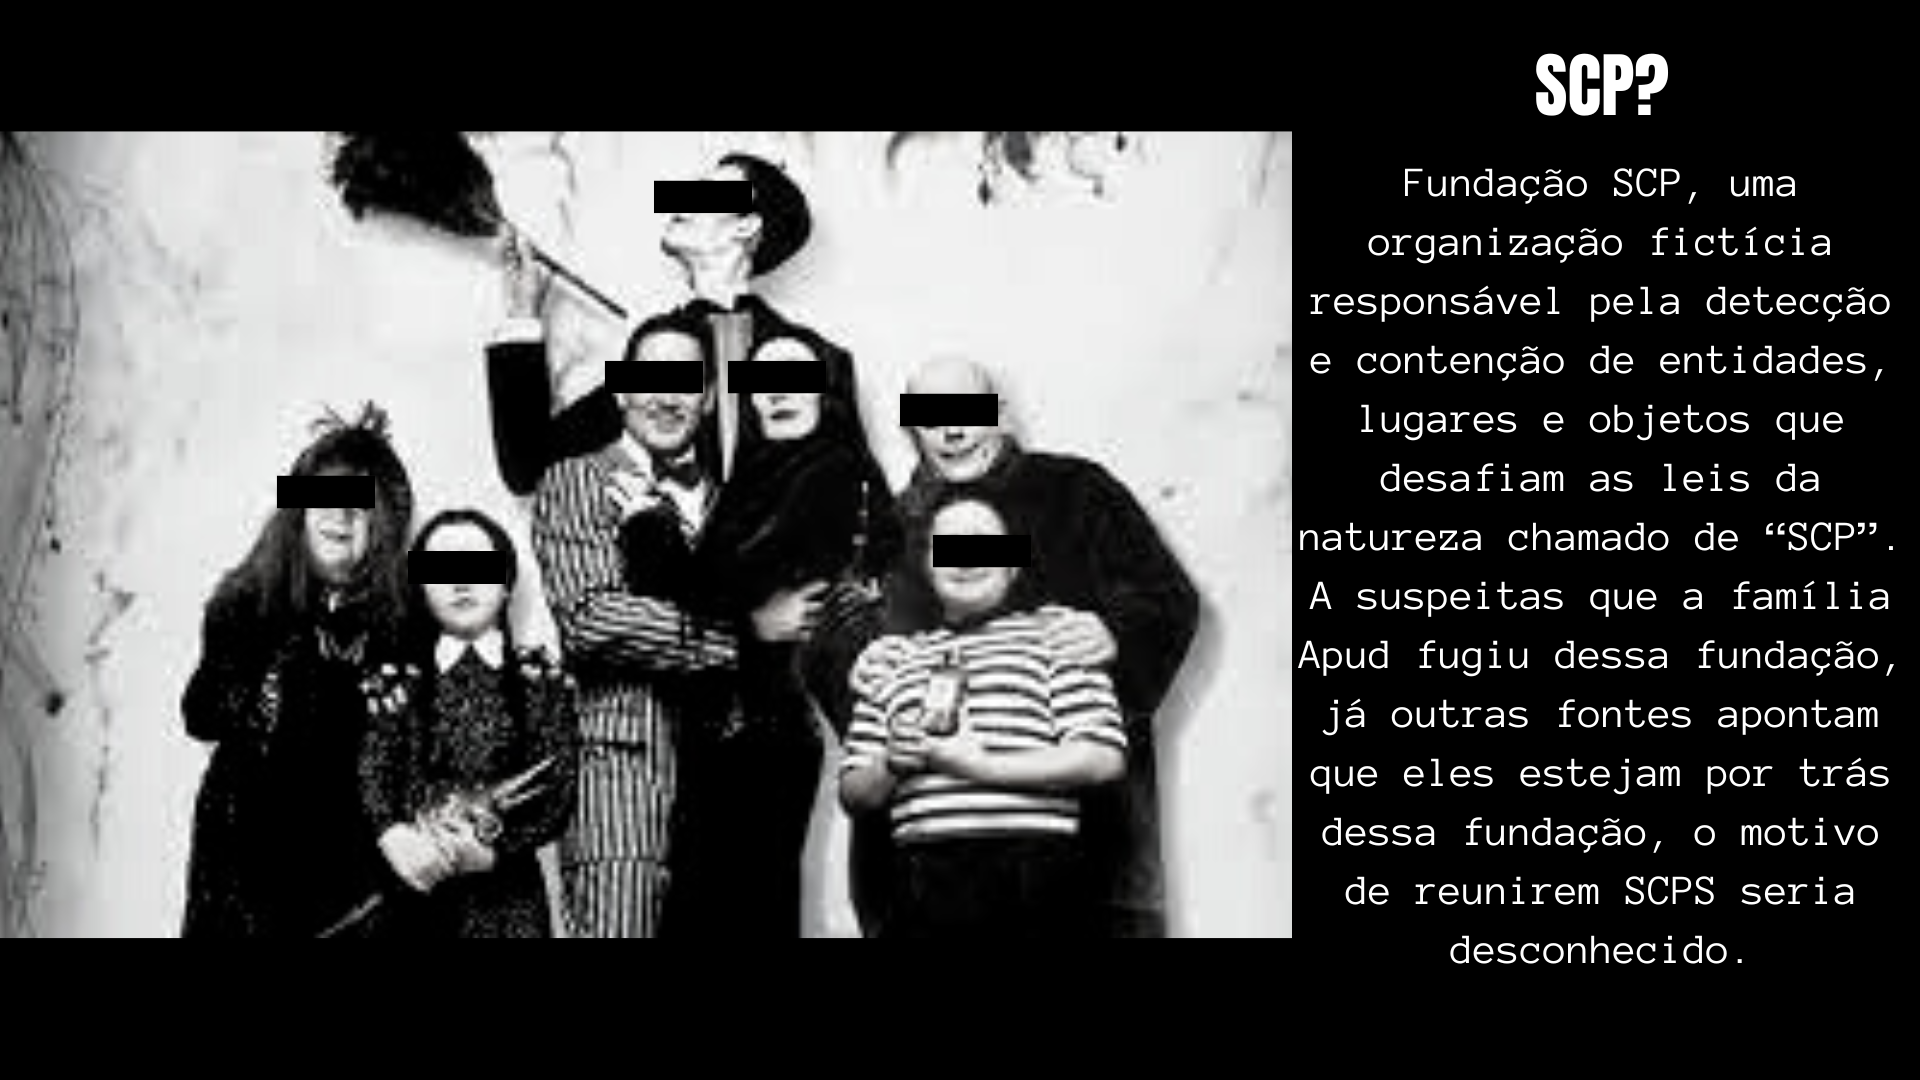 SCP?
Fundação SCP, uma
organização fictícia
responsável pela detecção
e contenção de entidades,
lugares e objetos que
desafiam as leis da
natureza chamado de “SCP”.
A suspeitas que a família
Apud fugiu dessa fundação,
já outras fontes apontam
que eles estejam por trás
dessa fundação, o motivo
de reunirem SCPS seria
desconhecido.